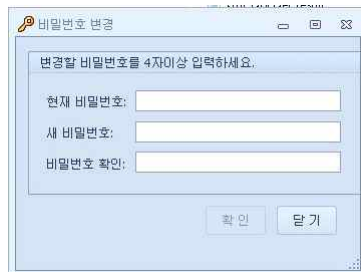 비밀번호 변경
변경할 비밀번호를 4자이상 입력하세요.
현재 비밀번호:
새 비밀번호:
비밀번호 확인:
확 인
닫 기